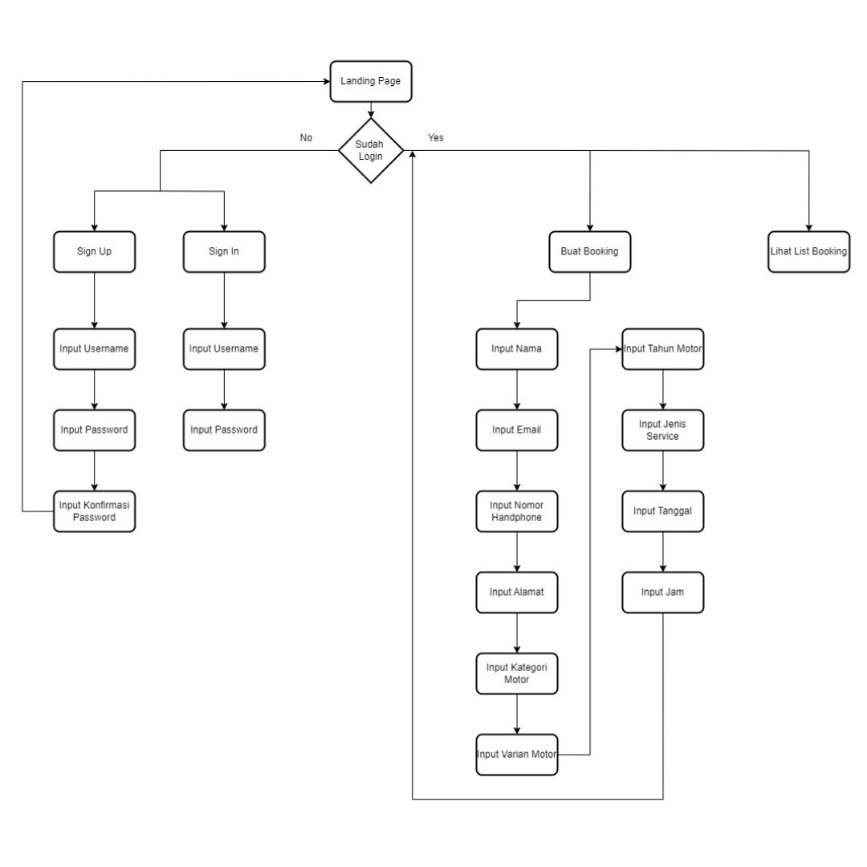 Landing Page
No
Sudah
Login
Yes
Sign Up
Sign In
Buat Booking
Lihat List Booking
Input Username
Input Username
Input Nama
Input Tahun Motor
Input Password
Input Password
Input Email
Input Jenis
Service
Input Konfirmasi
Password
Input Nomor
Handphone
Input Tanggal
Input Alamat
Input Jam
Input Kategori
Motor
Input Varian Motor